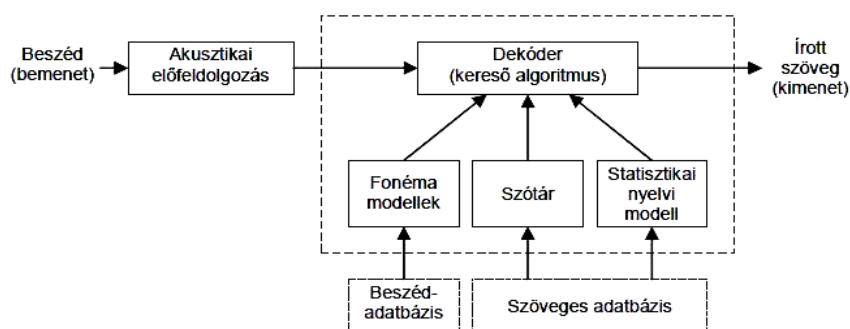 Beszéd
(bemenet)
Akusztikai
előfeldolgozás
Dekóder
(kereső algoritmus)
Írott
szöveg
(kimenet)
Fonéma
modellek
Szótár
Statisztikai
nyelvi
modell
Beszéd-
adatbázis
Szöveges adatbázis